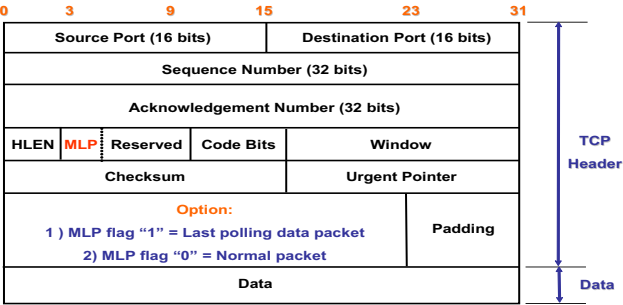 0 3 9 15 23 31
Source Port (16 bits) Destination Port (16 bits)
Sequence Number (32 bits)
Acknowledgement Number (32 bits)
HLEN MLP Reserved Code Bits Window
Checksum Urgent Pointer
Option:
1 ) MLP flag “1” = Last polling data packet
2) MLP flag “0” = Normal packet
Padding
Data
TCP
Header
Data